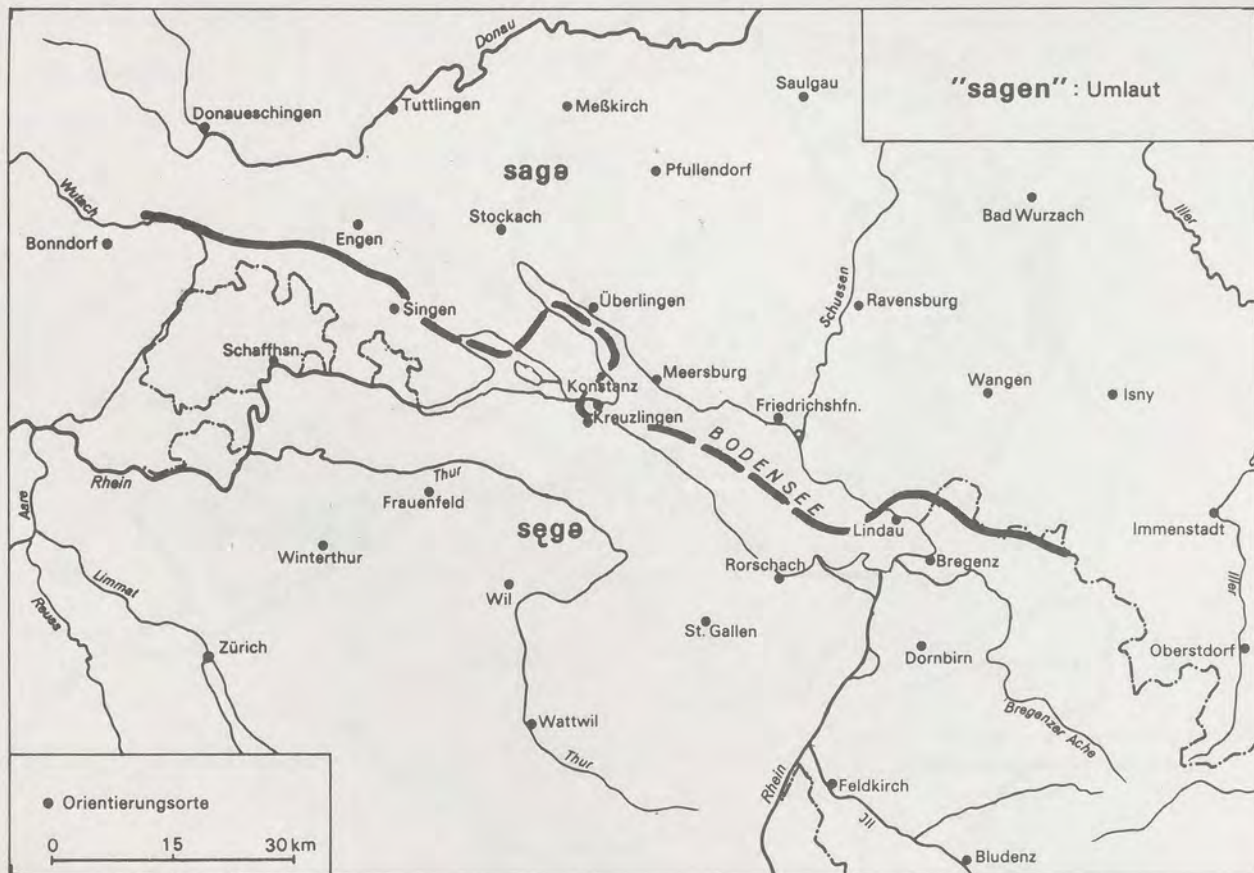 "sagen" : Umlaut
Donau
Saulgau
Tuttlingen
Meßkirch
Donaueschingen
sagə
Pfullendorf
Wutach
Bad Wurzach
Iller
Stockach
Engen
Bonndorf
Schussen
Überlingen
Ravensburg
Singen
Schaffhsn.
Meersburg
Konstanz
Wangen
Isny
Friedrichshfn.
Kreuzlingen
BODENSEE
Rhein
Thur
Aare
Frauenfeld
sęgə
Lindau
Immenstadt
Winterthur
Rorschach
Bregenz
Limmat
Wil
Iller
Reuss
St. Gallen
Zürich
Dornbirn
Oberstdorf
Wattwil
Bregenzer Ache
Thur
Rhein
Feldkirch
Jll
Bludenz
Orientierungsorte
0 15 30 km